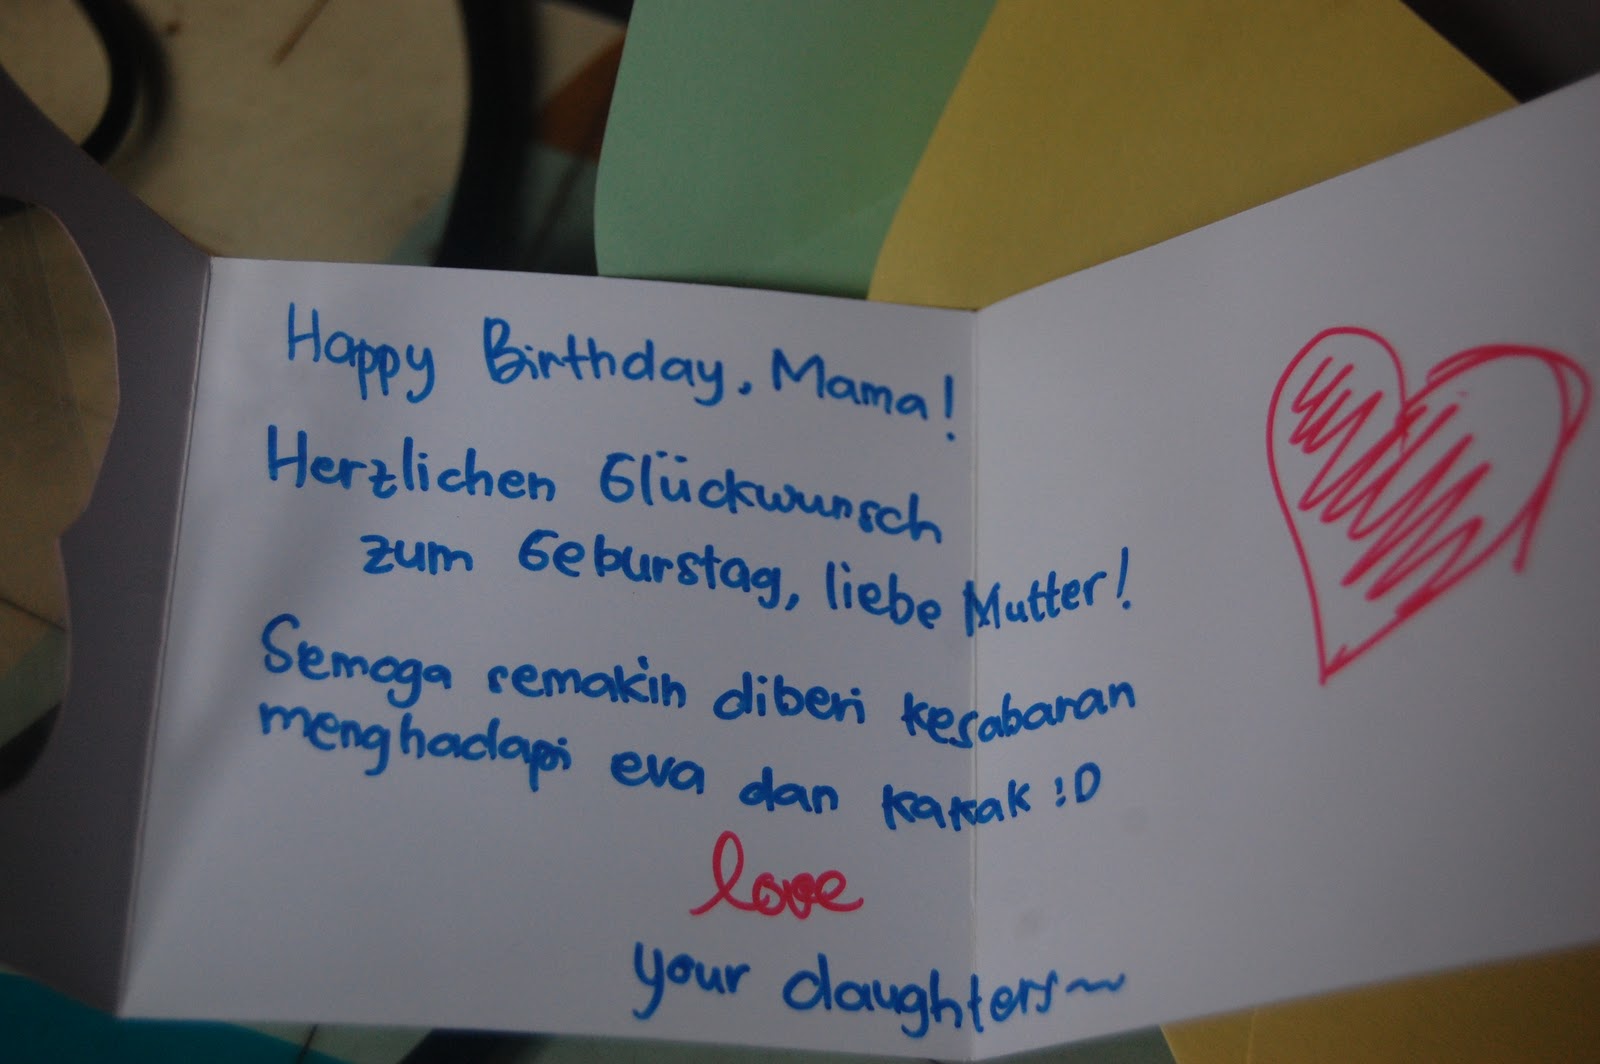 Happy Birthday, Mama!
Herzlichen Glückwunsch
zum Geburstag, liebe Mutter!
Semoga semakin diberi kesabaran
menghadapi eva dan kakak :D
love
your daughters~